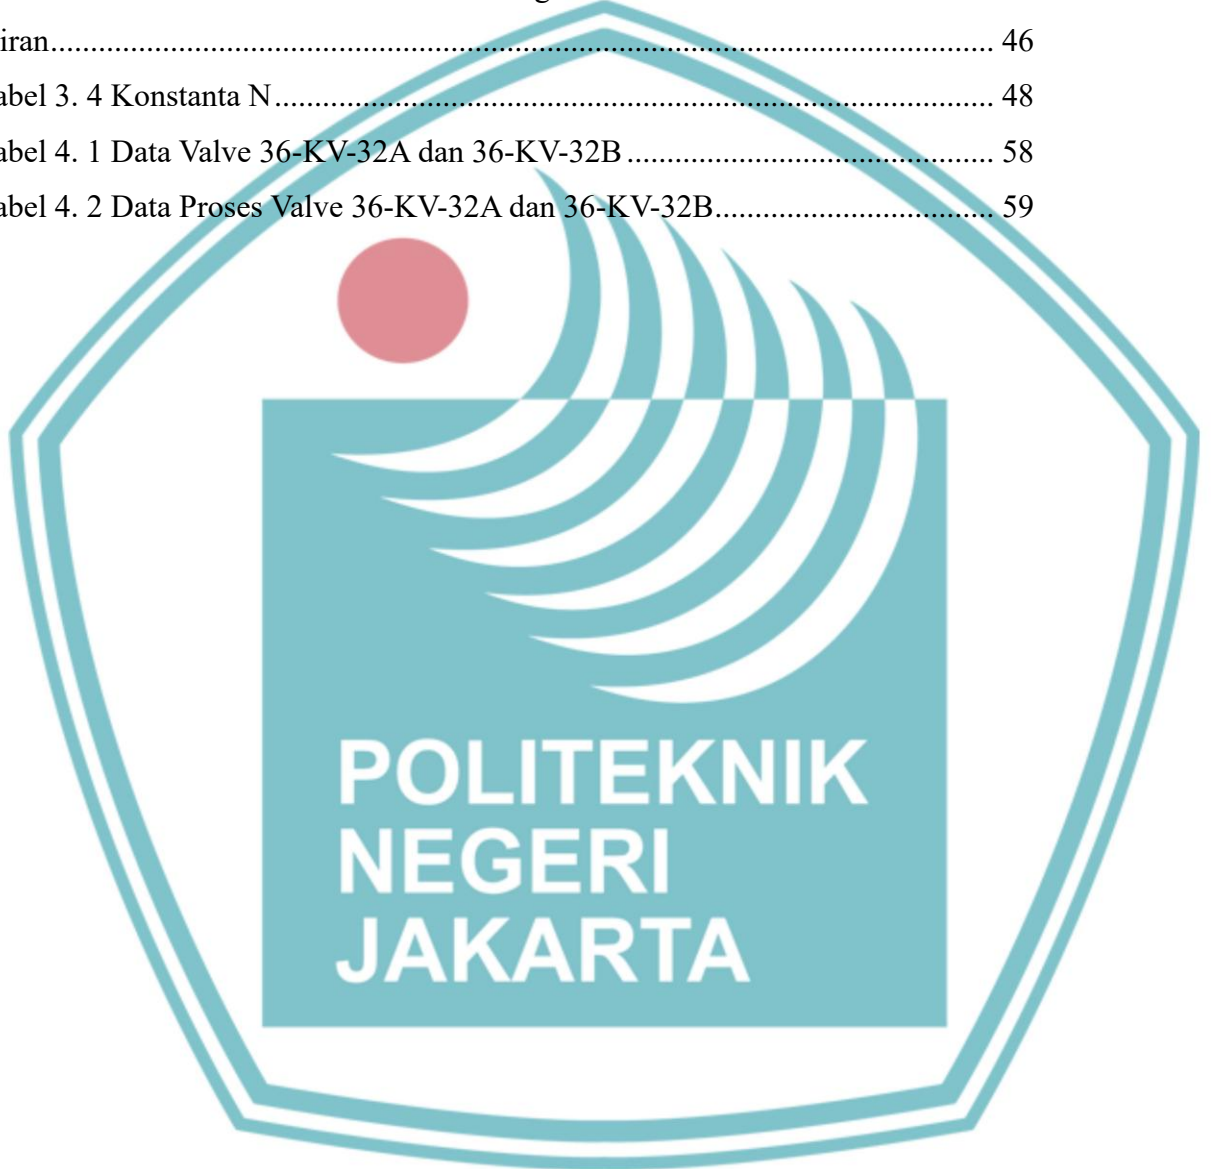 iran........................................................................................................................ 46
abel 3. 4 Konstanta N............................................................................................ 48
abel 4. 1 Data Valve 36-KV-32A dan 36-KV-32B............................................... 58
abel 4. 2 Data Proses Valve 36-KV-32A dan 36-KV-32B.................................... 59
POLITEKNIK
NEGERI
JAKARTA